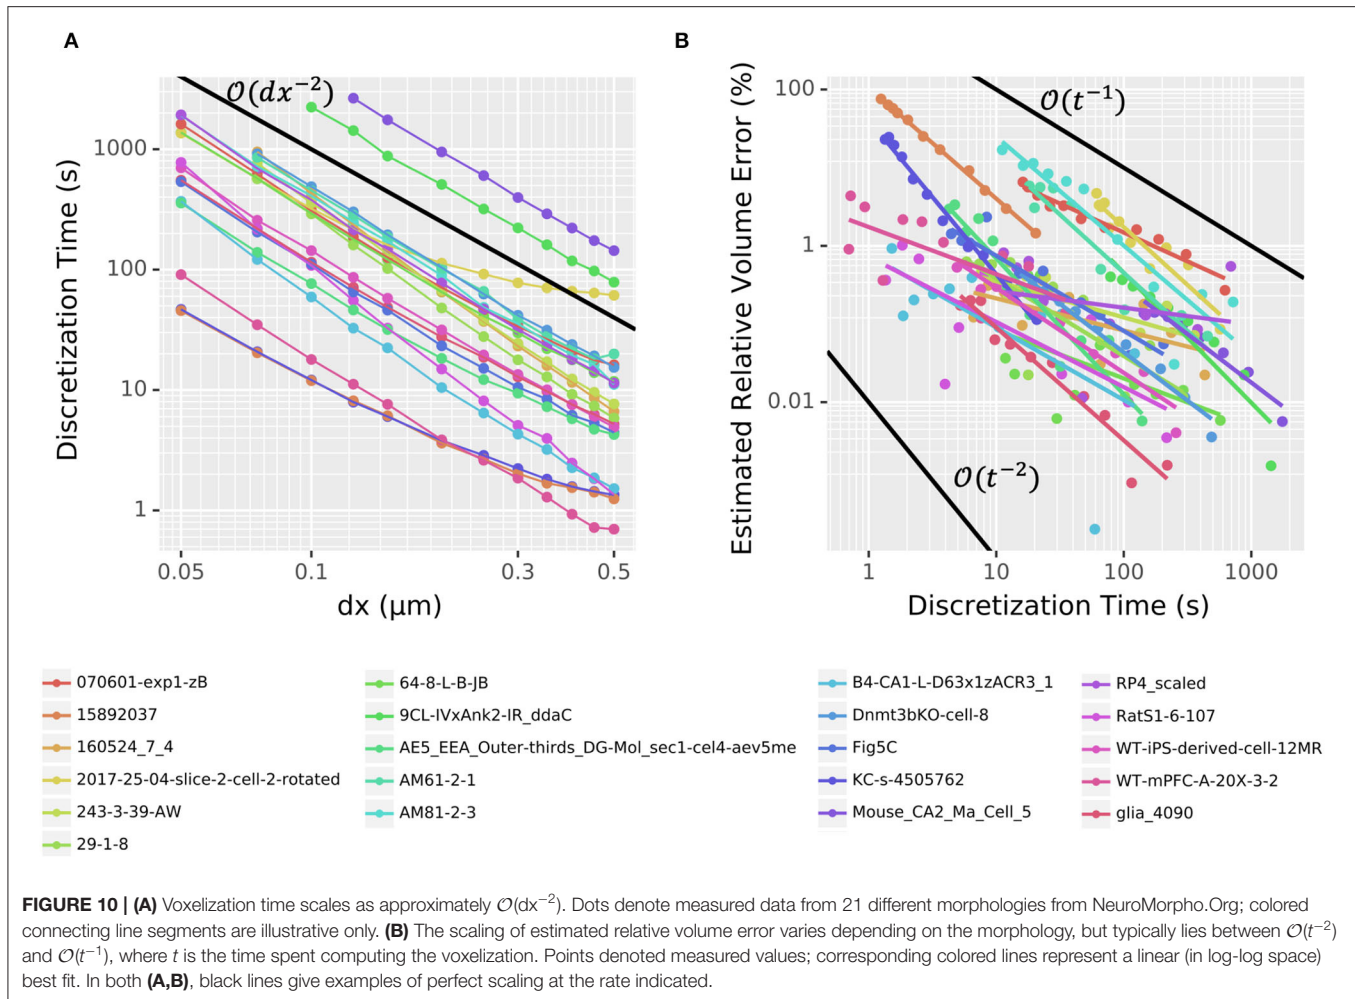 A
B
Discretization Time (s)
1000
100
10
1
𝒪(dx⁻²)
0.05
0.1
0.3
0.5
dx (μm)
Estimated Relative Volume Error (%)
100
1
0.01
𝒪(t⁻¹)
𝒪(t⁻²)
1
10
100
1000
Discretization Time (s)
070601-exp1-zB
15892037
160524_7_4
2017-25-04-slice-2-cell-2-rotated
243-3-39-AW
29-1-8
64-8-L-B-JB
9CL-IVxAnk2-IR_ddaC
AE5_EEA_Outer-thirds_DG-Mol_sec1-cel4-aev5me
AM61-2-1
AM81-2-3
B4-CA1-L-D63x1zACR3_1
Dnmt3bKO-cell-8
Fig5C
KC-s-4505762
Mouse_CA2_Ma_Cell_5
RP4_scaled
RatS1-6-107
WT-iPS-derived-cell-12MR
WT-mPFC-A-20X-3-2
glia_4090
FIGURE 10 | (A) Voxelization time scales as approximately 𝒪(dx⁻²). Dots denote measured data from 21 different morphologies from NeuroMorpho.Org; colored
connecting line segments are illustrative only. (B) The scaling of estimated relative volume error varies depending on the morphology, but typically lies between 𝒪(t⁻²)
and 𝒪(t⁻¹), where t is the time spent computing the voxelization. Points denoted measured values; corresponding colored lines represent a linear (in log-log space)
best fit. In both (A,B), black lines give examples of perfect scaling at the rate indicated.